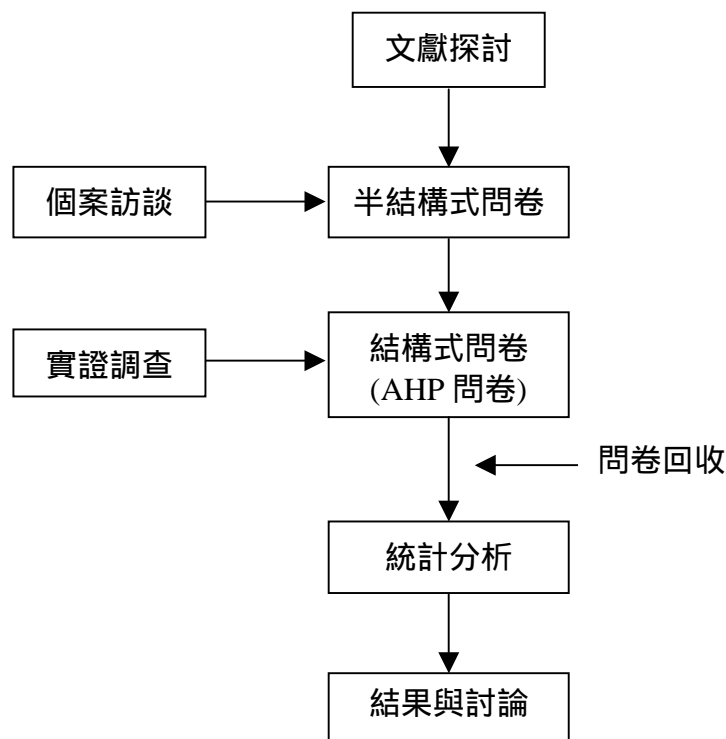 文獻探討
個案訪談
半結構式問卷
實證調查
結構式問卷
(AHP 問卷)
問卷回收
統計分析
結果與討論